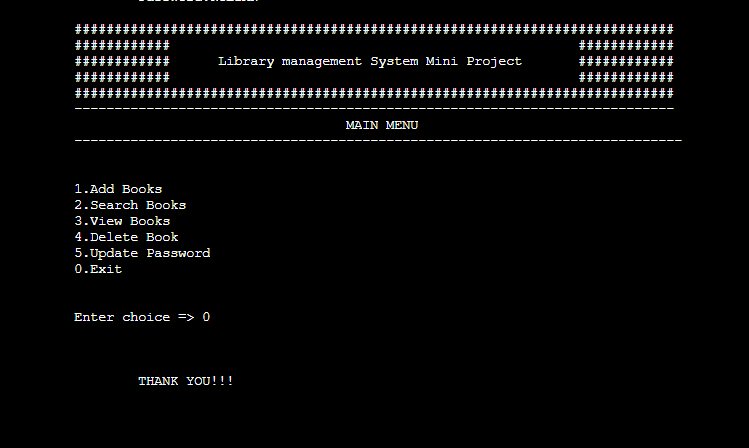 ###########################################################################
############                                                   ############
############      Library management System Mini Project       ############
############                                                   ############
###########################################################################
---------------------------------------------------------------------------
MAIN MENU
----------------------------------------------------------------------------
1.Add Books
2.Search Books
3.View Books
4.Delete Book
5.Update Password
0.Exit
Enter choice => 0
THANK YOU!!!